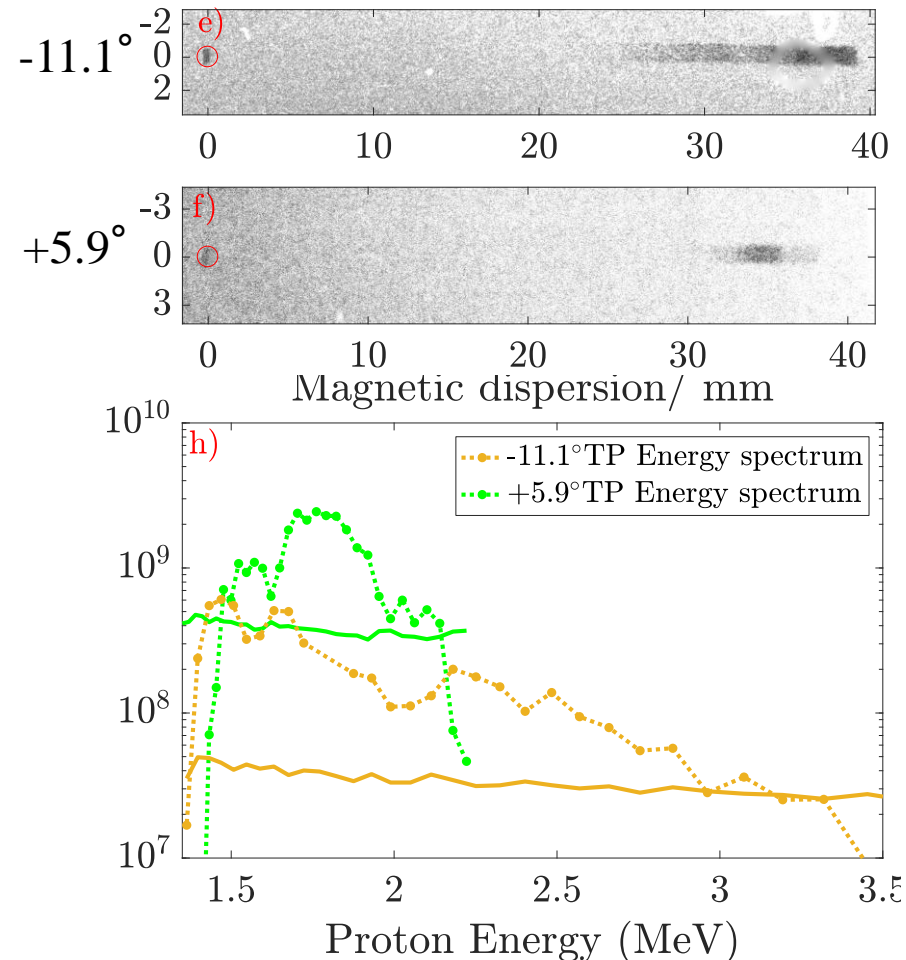 e)
-11.1°
-2
0
2
0 10 20 30 40
f)
+5.9°
-3
0
3
0 10 20 30 40
Magnetic dispersion/ mm
h)
10^10
10^9
10^8
10^7
-11.1°TP Energy spectrum
+5.9°TP Energy spectrum
1.5 2 2.5 3 3.5
Proton Energy (MeV)